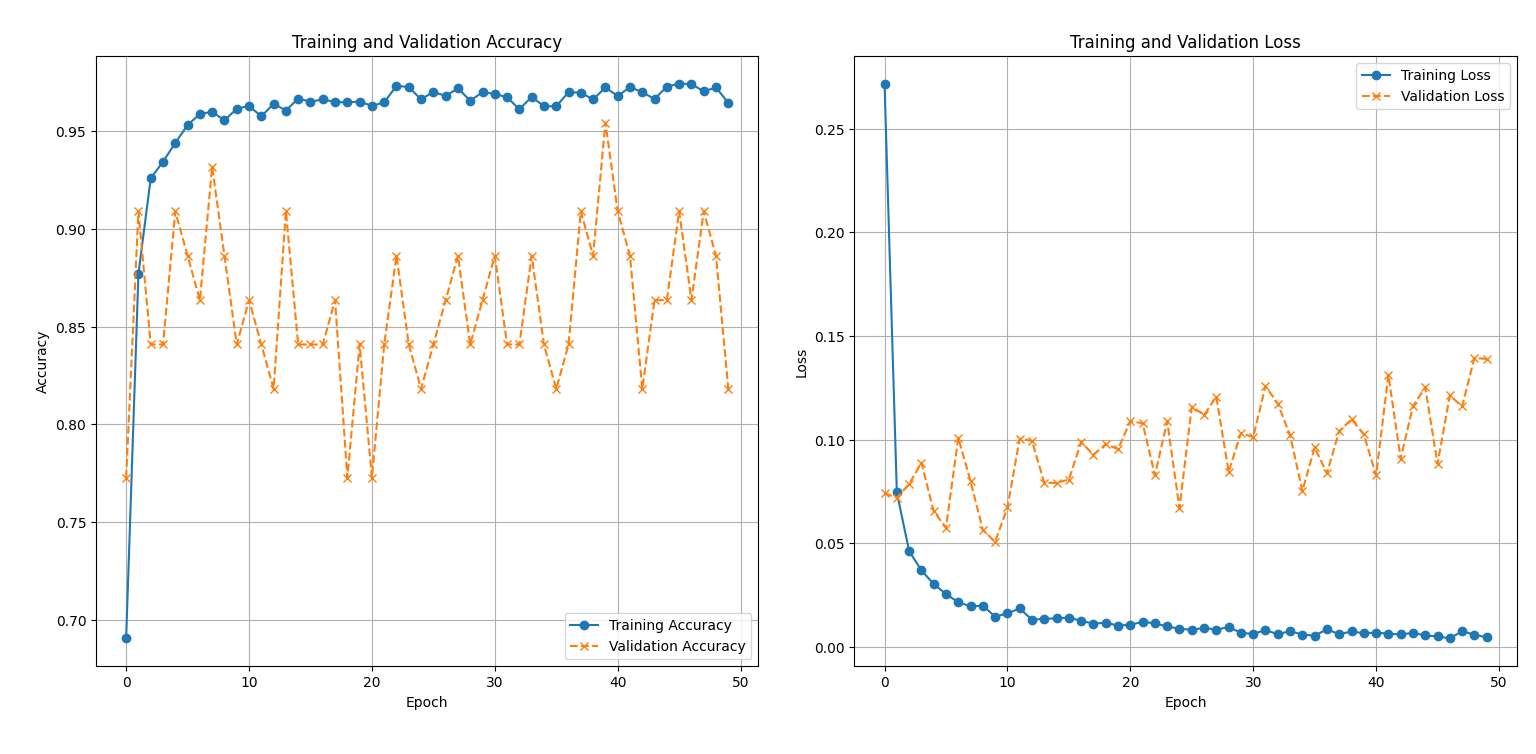 Training and Validation Accuracy
Accuracy
0.95
0.90
0.85
0.80
0.75
0.70
0
10
20
30
40
50
Epoch
Training Accuracy
Validation Accuracy
Training and Validation Loss
Loss
0.25
0.20
0.15
0.10
0.05
0.00
0
10
20
30
40
50
Epoch
Training Loss
Validation Loss